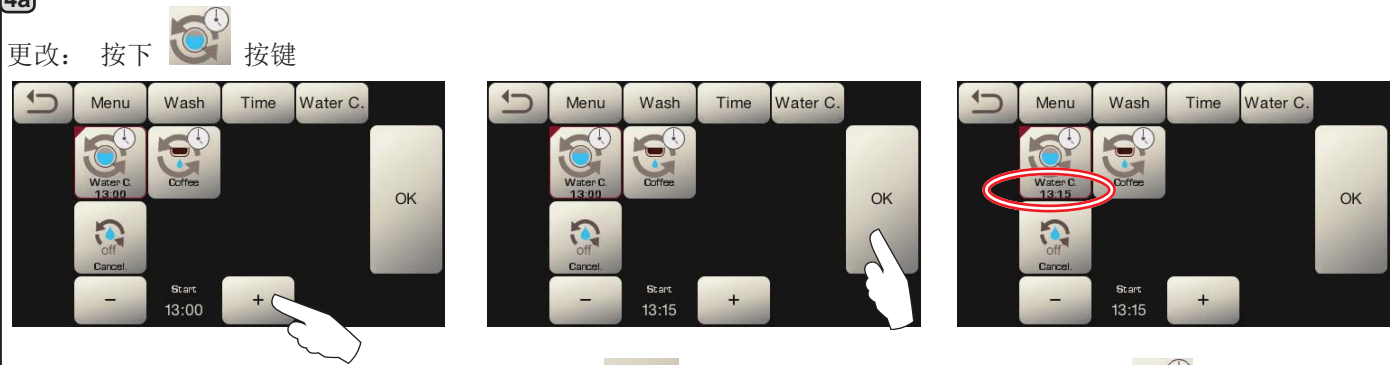 4a
更改： 按下 按键
Menu Wash Time Water C.
Water C. 13:00
Coffee
OK
off
Cancel.
−
Start
13:00
+
Menu Wash Time Water C.
Water C. 13:00
Coffee
OK
off
Cancel.
−
Start
13:15
+
Menu Wash Time Water C.
Water C. 13:15
Coffee
OK
off
Cancel.
−
Start
13:15
+